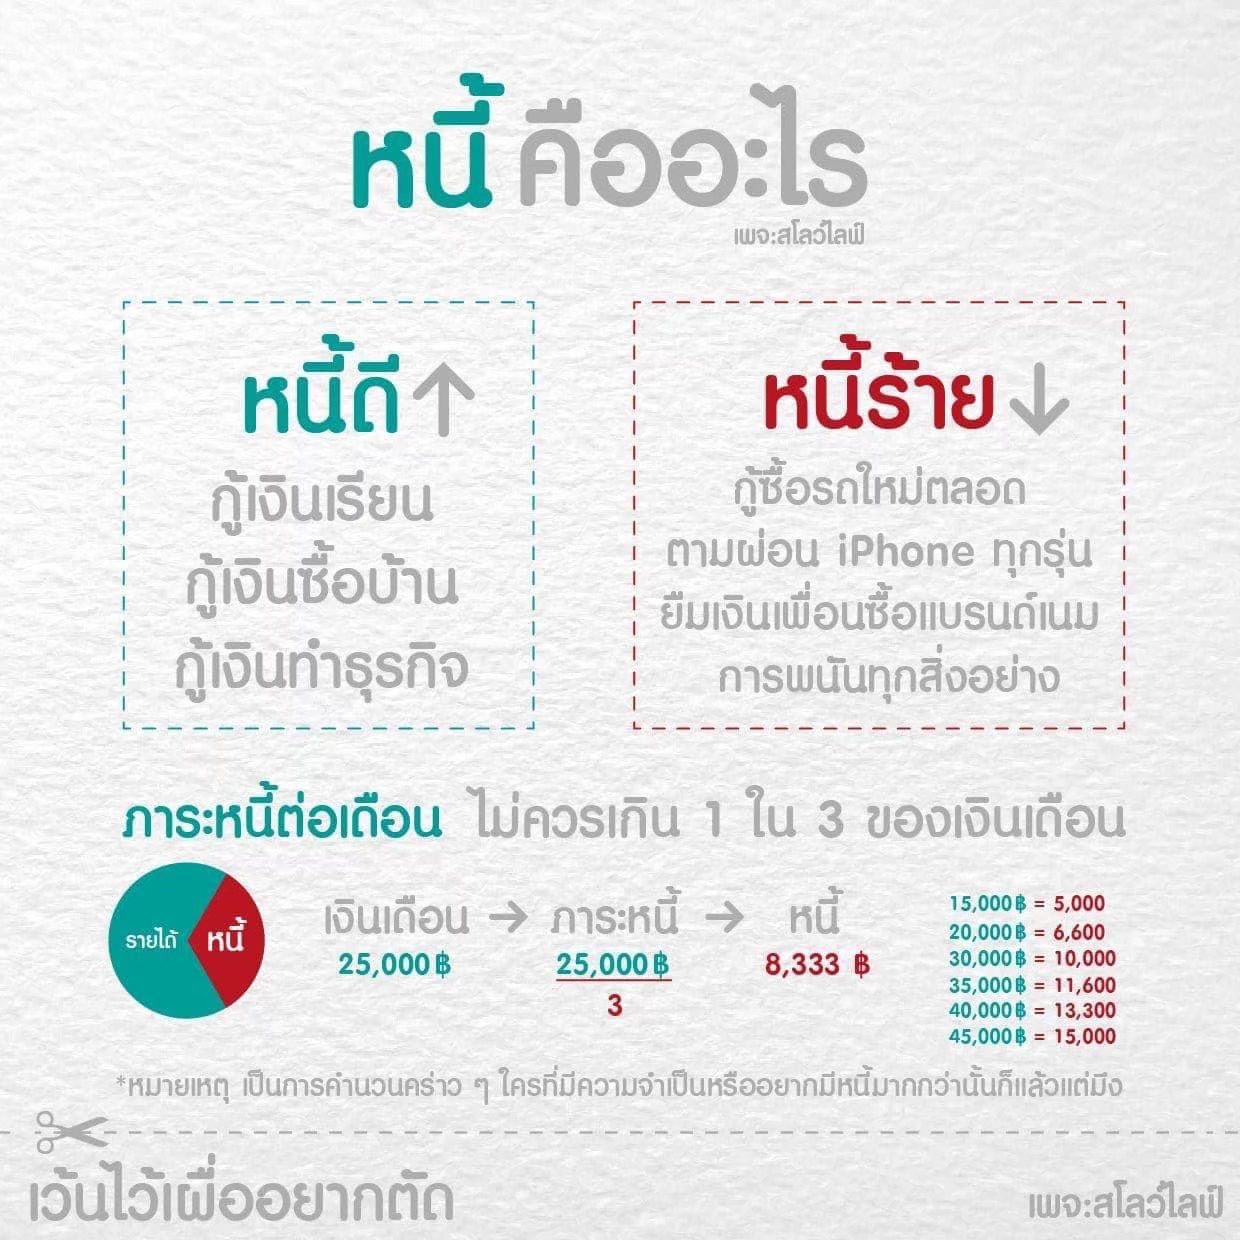 หนี้ คืออะไร
เพจ:สโลว์ไลฟ์
หนี้ดี
กู้เงินเรียน
กู้เงินซื้อบ้าน
กู้เงินทำธุรกิจ
หนี้ร้าย
กู้ซื้อรถใหม่ตลอด
ตามผ่อน iPhone ทุกรุ่น
ยืมเงินเพื่อนซื้อแบรนด์เนม
การพนันทุกสิ่งอย่าง
ภาระหนี้ต่อเดือน ไม่ควรเกิน 1 ใน 3 ของเงินเดือน
รายได้ หนี้
เงินเดือน → ภาระหนี้ → หนี้
25,000฿ 25,000฿ 8,333 ฿
3
15,000฿ = 5,000
20,000฿ = 6,600
30,000฿ = 10,000
35,000฿ = 11,600
40,000฿ = 13,300
45,000฿ = 15,000
*หมายเหตุ เป็นการคำนวนคร่าว ๆ ใครที่มีความจำเป็นหรืออยากมีหนี้มากกว่านั้นก็แล้วแต่มึง
เว้นไว้เผื่ออยากตัด
เพจ:สโลว์ไลฟ์